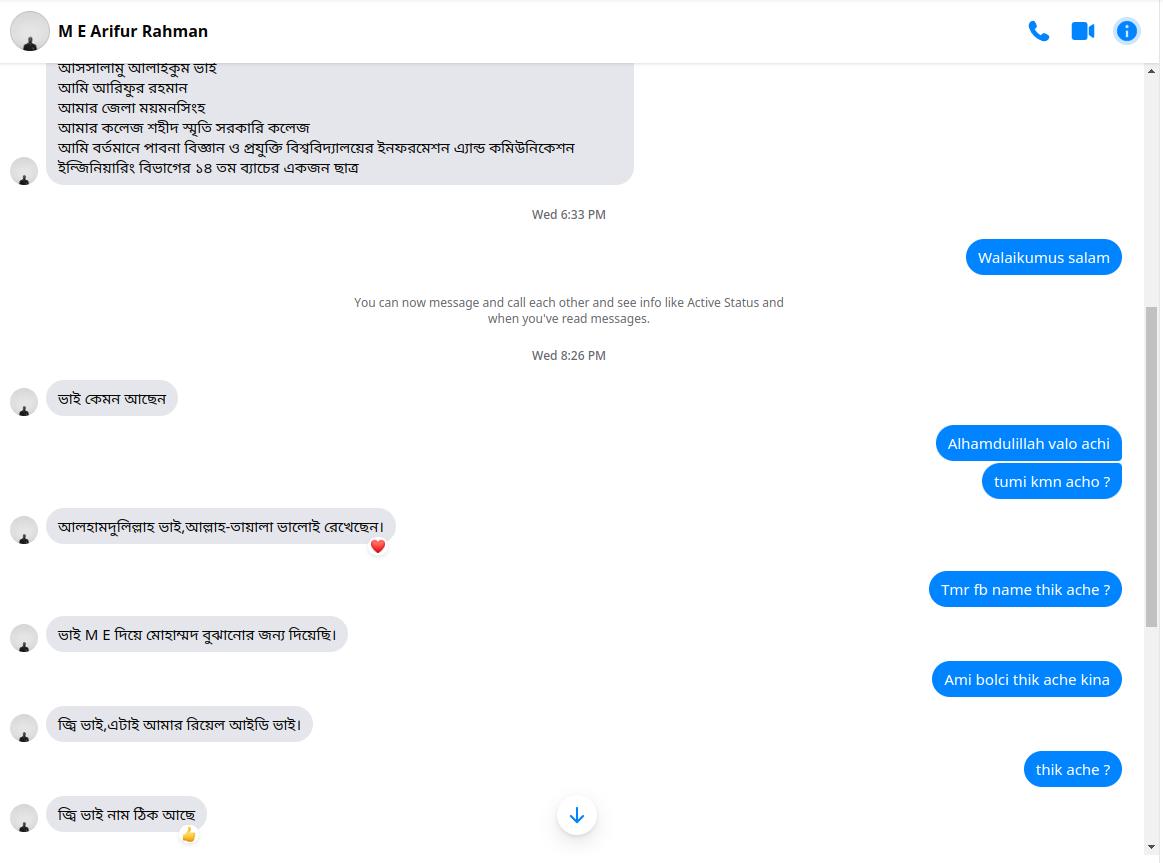 M E Arifur Rahman
আসসালামু আলাইকুম ভাই
আমি আরিফুর রহমান
আমার জেলা ময়মনসিংহ
আমার কলেজ শহীদ স্মৃতি সরকারি কলেজ
আমি বর্তমানে পাবনা বিজ্ঞান ও প্রযুক্তি বিশ্ববিদ্যালয়ের ইনফরমেশন এ্যান্ড কমিউনিকেশন
ইন্জিনিয়ারিং বিভাগের ১৪ তম ব্যাচের একজন ছাত্র
Wed 6:33 PM
Walaikumus salam
You can now message and call each other and see info like Active Status and
when you've read messages.
Wed 8:26 PM
ভাই কেমন আছেন
Alhamdulillah valo achi
tumi kmn acho ?
আলহামদুলিল্লাহ ভাই,আল্লাহ-তায়ালা ভালোই রেখেছেন।
Tmr fb name thik ache ?
ভাই M E দিয়ে মোহাম্মদ বুঝানোর জন্য দিয়েছি।
Ami bolci thik ache kina
জ্বি ভাই,এটাই আমার রিয়েল আইডি ভাই।
thik ache ?
জ্বি ভাই নাম ঠিক আছে